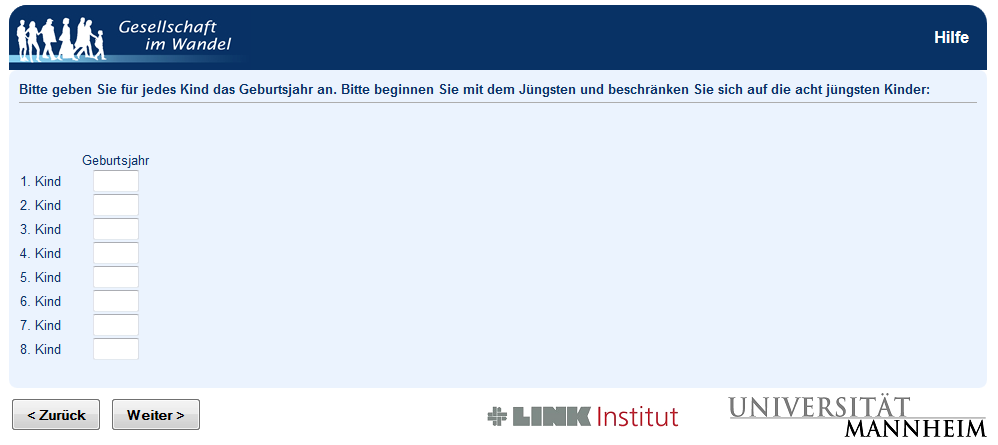 Gesellschaft
im Wandel
Hilfe
Bitte geben Sie für jedes Kind das Geburtsjahr an. Bitte beginnen Sie mit dem Jüngsten und beschränken Sie sich auf die acht jüngsten Kinder:
Geburtsjahr
1. Kind
2. Kind
3. Kind
4. Kind
5. Kind
6. Kind
7. Kind
8. Kind
< Zurück
Weiter >
LINK Institut
UNIVERSITÄT
MANNHEIM